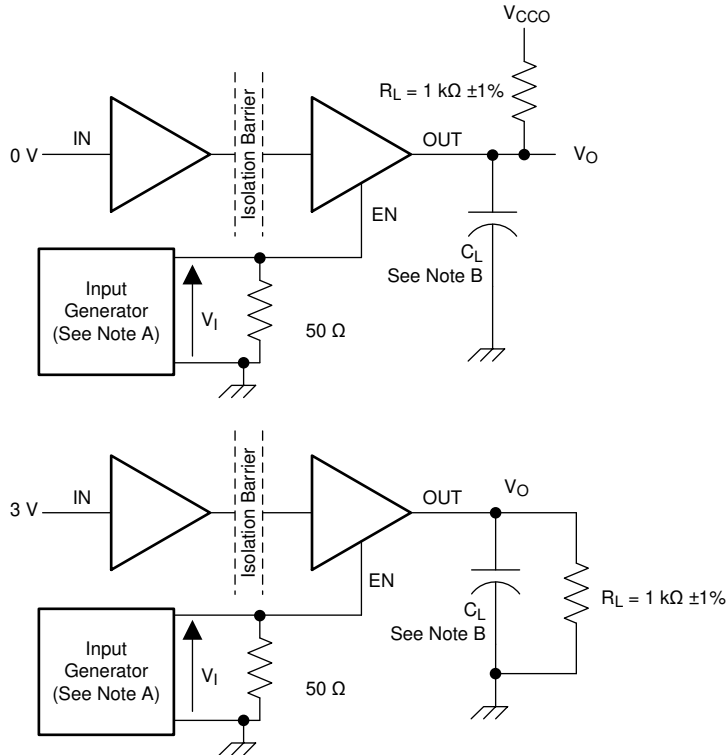 V_CCO
R_L = 1 kΩ ±1%
Isolation Barrier
IN
OUT
0 V
V_O
EN
C_L
See Note B
Input
Generator
(See Note A)
V_I
50 Ω
Isolation Barrier
IN
OUT
V_O
3 V
EN
C_L
See Note B
R_L = 1 kΩ ±1%
Input
Generator
(See Note A)
V_I
50 Ω